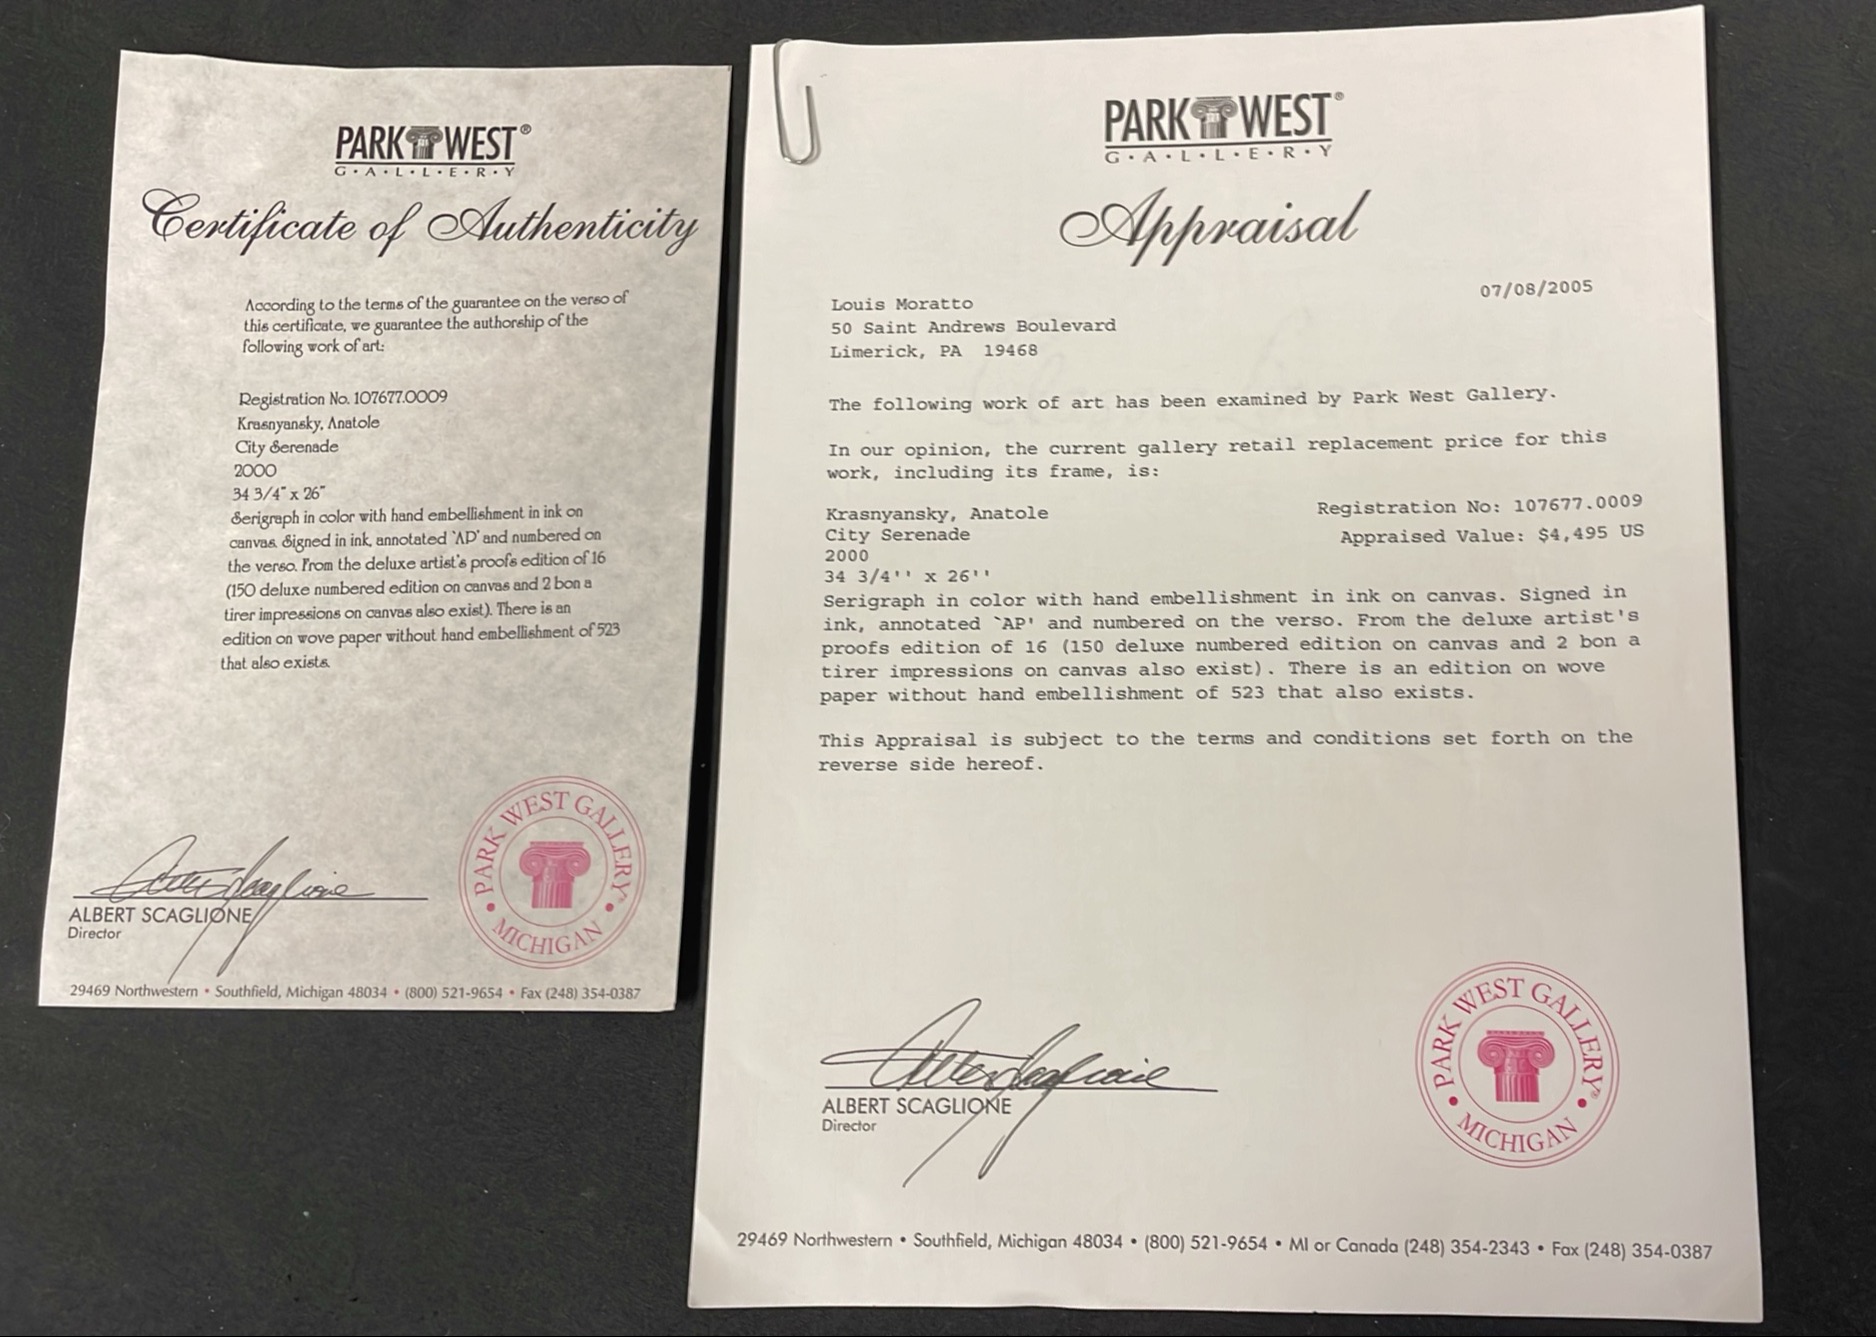 PARK WEST®
G·A·L·L·E·R·Y
Certificate of Authenticity
According to the terms of the guarantee on the verso of
this certificate, we guarantee the authorship of the
following work of art:
Registration No. 107677.0009
Krasnyansky, Anatole
City Serenade
2000
34 3/4" x 26"
Serigraph in color with hand embellishment in ink on
canvas. Signed in ink, annotated `AP' and numbered on
the verso. From the deluxe artist's proofs edition of 16
(150 deluxe numbered edition on canvas and 2 bon a
tirer impressions on canvas also exist). There is an
edition on wove paper without hand embellishment of 523
that also exists.
ALBERT SCAGLIONE
Director
PARK WEST GALLERY
• MICHIGAN •
29469 Northwestern • Southfield, Michigan 48034 • (800) 521-9654 • Fax (248) 354-0387
PARK WEST®
G·A·L·L·E·R·Y
Appraisal
07/08/2005
Louis Moratto
50 Saint Andrews Boulevard
Limerick, PA 19468
The following work of art has been examined by Park West Gallery.
In our opinion, the current gallery retail replacement price for this
work, including its frame, is:
Krasnyansky, Anatole Registration No: 107677.0009
City Serenade Appraised Value: $4,495 US
2000
34 3/4'' x 26''
Serigraph in color with hand embellishment in ink on canvas. Signed in
ink, annotated `AP' and numbered on the verso. From the deluxe artist's
proofs edition of 16 (150 deluxe numbered edition on canvas and 2 bon a
tirer impressions on canvas also exist). There is an edition on wove
paper without hand embellishment of 523 that also exists.
This Appraisal is subject to the terms and conditions set forth on the
reverse side hereof.
ALBERT SCAGLIONE
Director
PARK WEST GALLERY®
• MICHIGAN •
29469 Northwestern • Southfield, Michigan 48034 • (800) 521-9654 • MI or Canada (248) 354-2343 • Fax (248) 354-0387